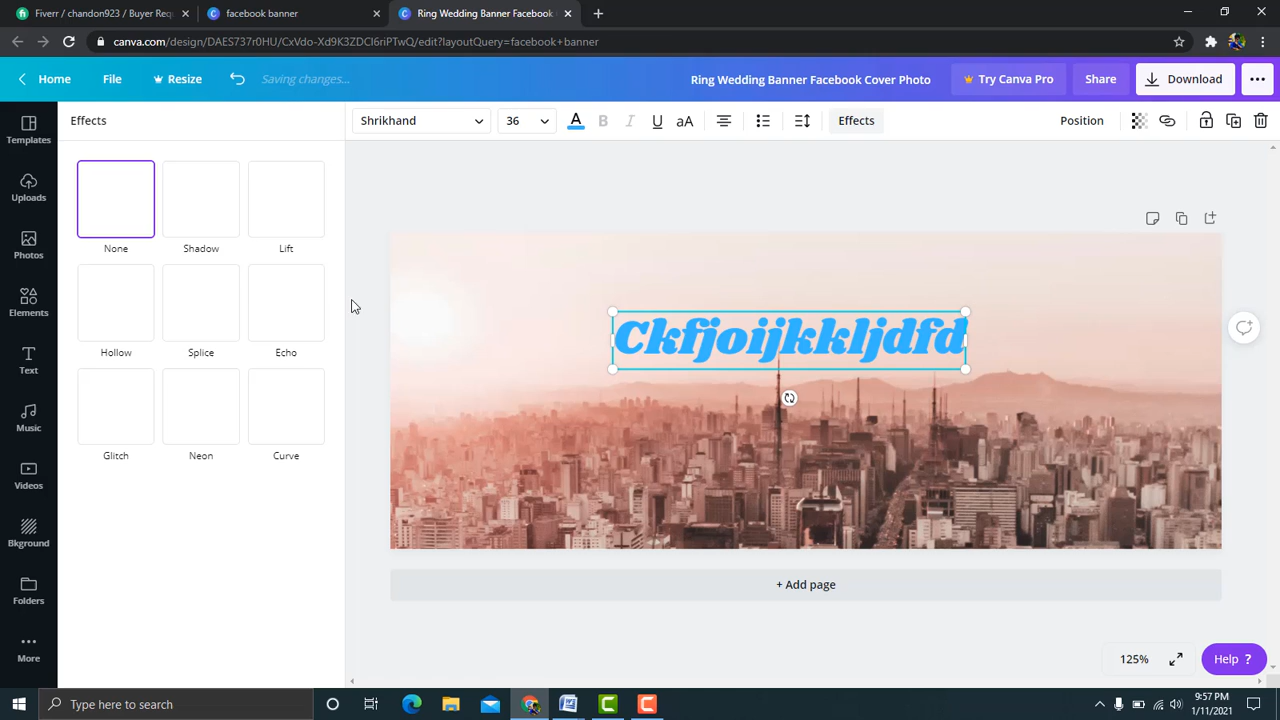 Fiverr / chandon923 / Buyer Req
facebook banner
Ring Wedding Banner Facebook
canva.com/design/DAES737r0HU/CxVdo-Xd9K3ZDCl6riPTwQ/edit?layoutQuery=facebook+banner
Home
File
Resize
Saving changes...
Ring Wedding Banner Facebook Cover Photo
Try Canva Pro
Share
Download
Effects
Shrikhand
36
A
B
I
U
aA
Effects
Position
Templates
Uploads
Photos
Elements
Text
Music
Videos
Bkground
Folders
More
None
Shadow
Lift
Hollow
Splice
Echo
Glitch
Neon
Curve
Ckfjoijkkljdfd
+ Add page
125%
Help ?
Type here to search
9:57 PM
1/11/2021